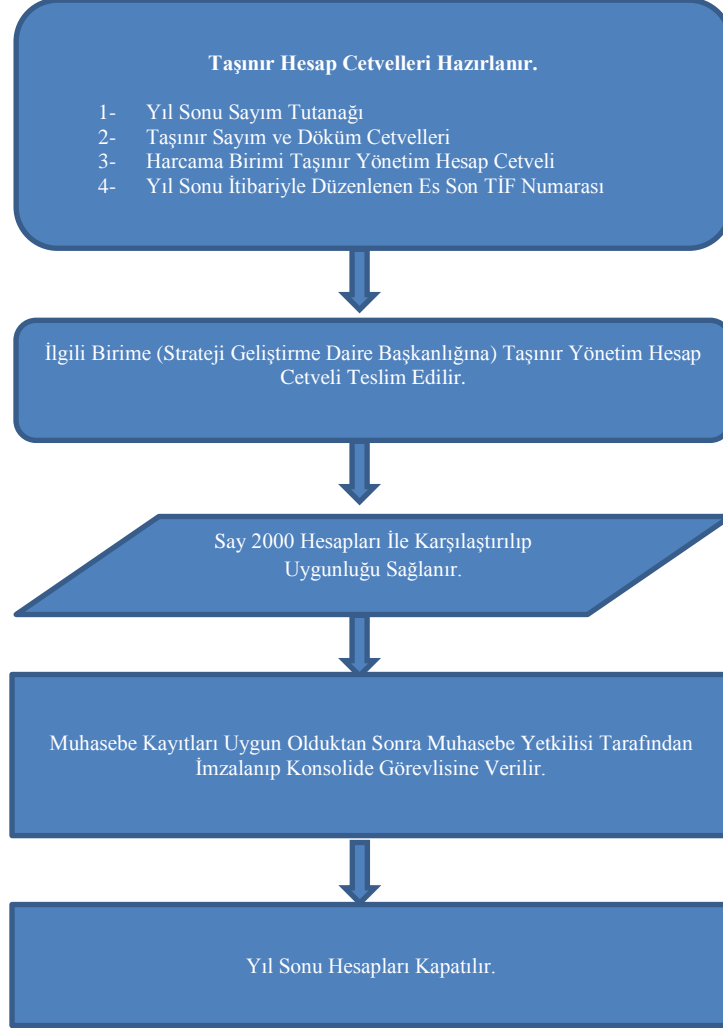 Taşınır Hesap Cetvelleri Hazırlanır.
1- Yıl Sonu Sayım Tutanağı
2- Taşınır Sayım ve Döküm Cetvelleri
3- Harcama Birimi Taşınır Yönetim Hesap Cetveli
4- Yıl Sonu İtibariyle Düzenlenen Es Son TİF Numarası
İlgili Birime (Strateji Geliştirme Daire Başkanlığına) Taşınır Yönetim Hesap
Cetveli Teslim Edilir.
Say 2000 Hesapları İle Karşılaştırılıp
Uygunluğu Sağlanır.
Muhasebe Kayıtları Uygun Olduktan Sonra Muhasebe Yetkilisi Tarafından
İmzalanıp Konsolide Görevlisine Verilir.
Yıl Sonu Hesapları Kapatılır.